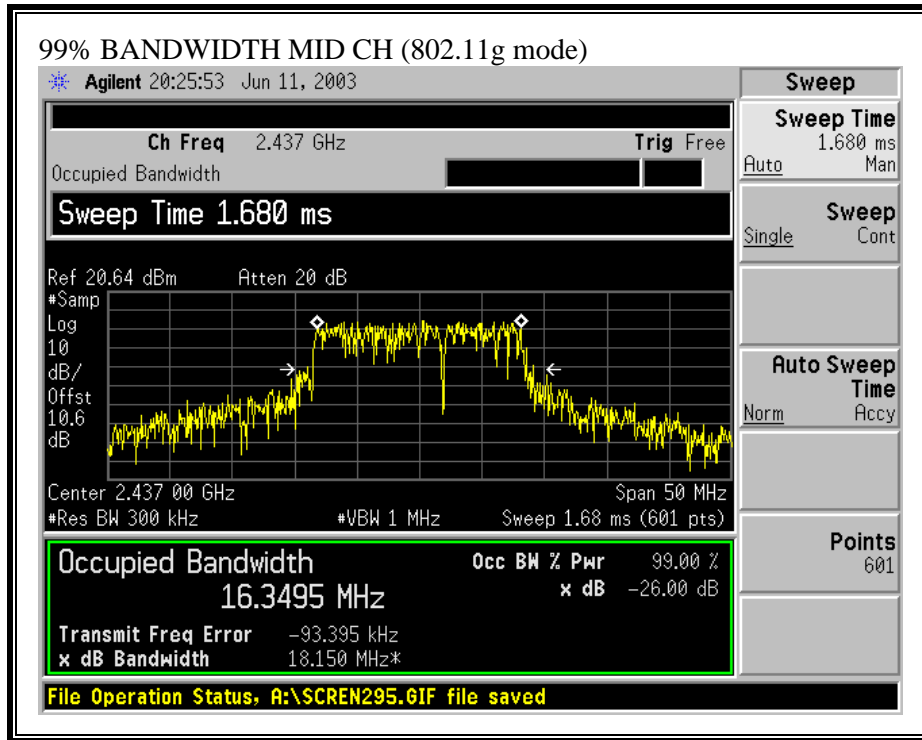 99% BANDWIDTH MID CH (802.11g mode)
Agilent 20:25:53 Jun 11, 2003
Sweep
Ch Freq 2.437 GHz Trig Free
Occupied Bandwidth
Sweep Time 1.680 ms
Sweep Time
1.680 ms
Auto Man
Sweep
Single Cont
Ref 20.64 dBm Atten 20 dB
#Samp
Log
10
dB/
Offst
10.6
dB
Auto Sweep
Time
Norm Accy
Center 2.437 00 GHz Span 50 MHz
#Res BW 300 kHz #VBW 1 MHz Sweep 1.68 ms (601 pts)
Points
601
Occupied Bandwidth
16.3495 MHz
Occ BW % Pwr 99.00 %
x dB -26.00 dB
Transmit Freq Error -93.395 kHz
x dB Bandwidth 18.150 MHz*
File Operation Status, A:\SCREN295.GIF file saved